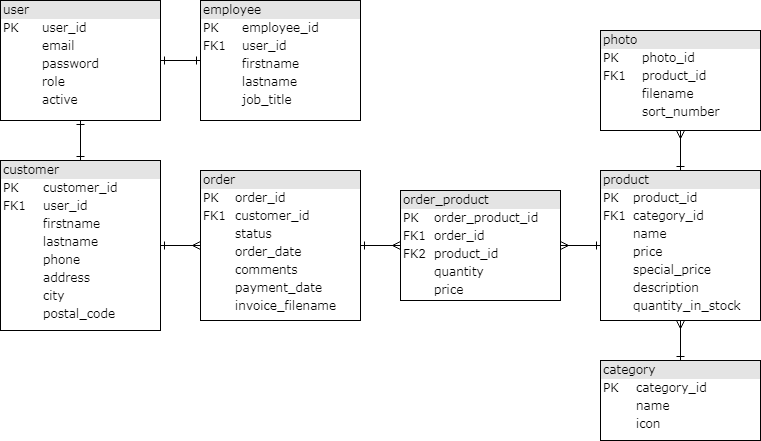 user
PK user_id
email
password
role
active
employee
PK employee_id
FK1 user_id
firstname
lastname
job_title
photo
PK photo_id
FK1 product_id
filename
sort_number
customer
PK customer_id
FK1 user_id
firstname
lastname
phone
address
city
postal_code
order
PK order_id
FK1 customer_id
status
order_date
comments
payment_date
invoice_filename
order_product
PK order_product_id
FK1 order_id
FK2 product_id
quantity
price
product
PK product_id
FK1 category_id
name
price
special_price
description
quantity_in_stock
category
PK category_id
name
icon